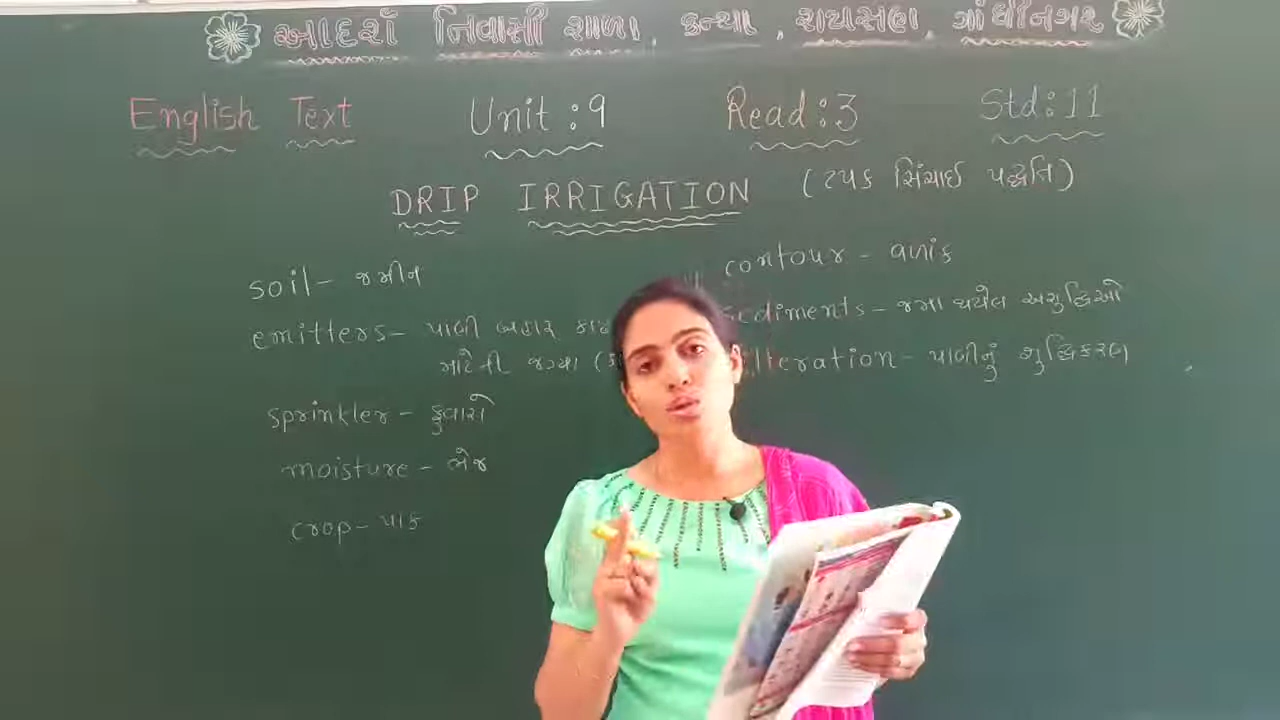 આદર્શ નિવાસી શાળા, કન્યા, રાયસણ, ગાંધીનગર
English Text Unit : 9 Read : 3 Std : 11
DRIP IRRIGATION (ટપક સિંચાઈ પદ્ધતિ)
soil - જમીન
emitters - પાણી બહાર
માટેની જગ્યા
sprinkler - ફુવારો
moisture - ભેજ
crop - પાક
contour - વળાંક
sediments - જમા થયેલ અશુદ્ધિઓ
- પાણીનું શુદ્ધિકરણ